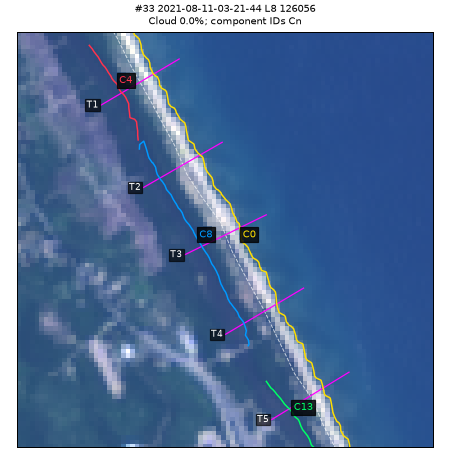 #33 2021-08-11-03-21-44 L8 126056
Cloud 0.0%; component IDs Cn
C4
T1
T2
C8
C0
T3
T4
C13
T5